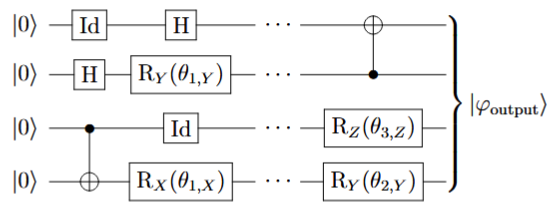 |0⟩ Id H ···
|0⟩ H R_Y(θ_{1,Y}) ···
|φ_output⟩
|0⟩ Id ··· R_Z(θ_{3,Z})
|0⟩ R_X(θ_{1,X}) ··· R_Y(θ_{2,Y})